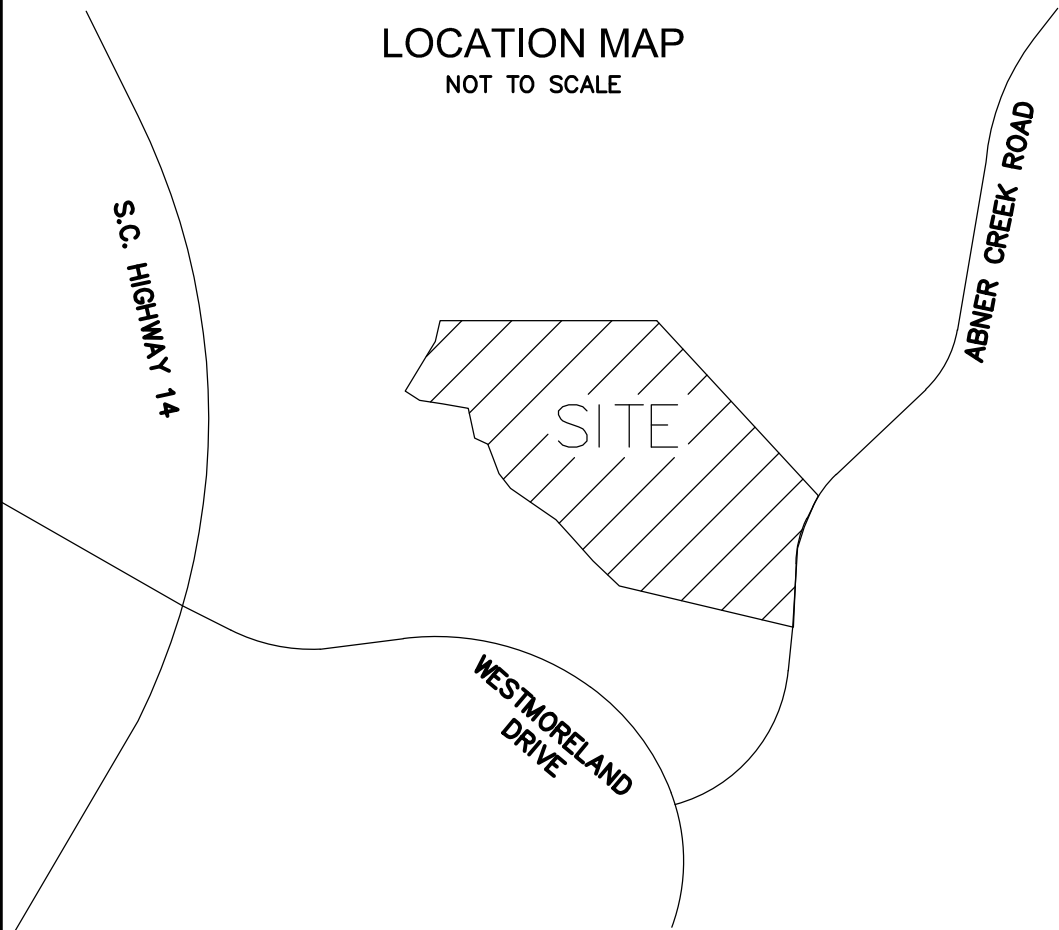 LOCATION MAP
NOT TO SCALE
S.C. HIGHWAY 14
ABNER CREEK ROAD
SITE
WESTMORELAND
DRIVE